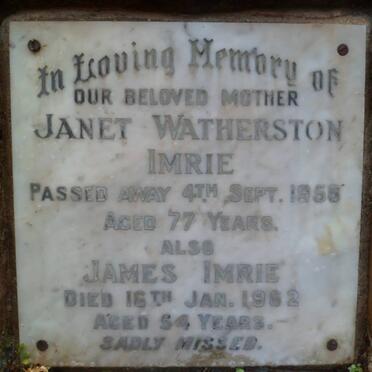 In Loving Memory of
OUR BELOVED MOTHER
JANET WATHERSTON
IMRIE
PASSED AWAY 4TH SEPT.
AGED 77 YEARS.
ALSO
JAMES IMRIE
DIED 16TH JAN. 1962
AGED 54 YEARS.
SADLY MISSED.